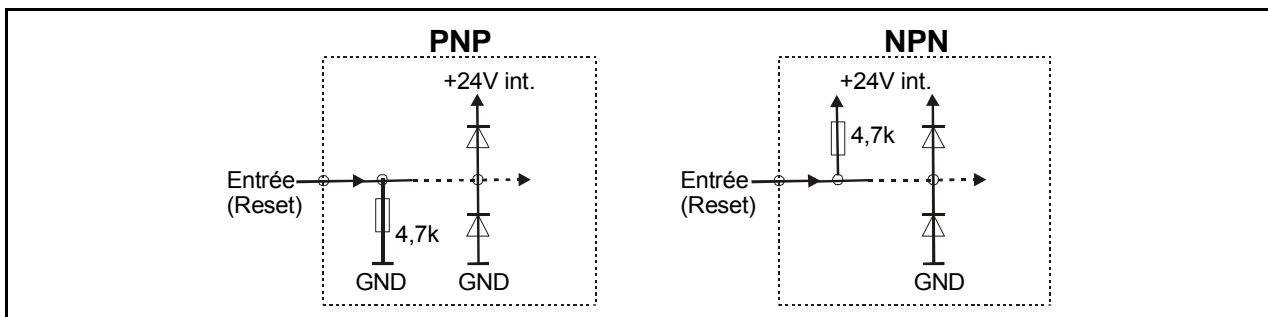 PNP
+24V int.
Entrée
(Reset)
4,7k
GND
GND
NPN
+24V int.
4,7k
Entrée
(Reset)
GND